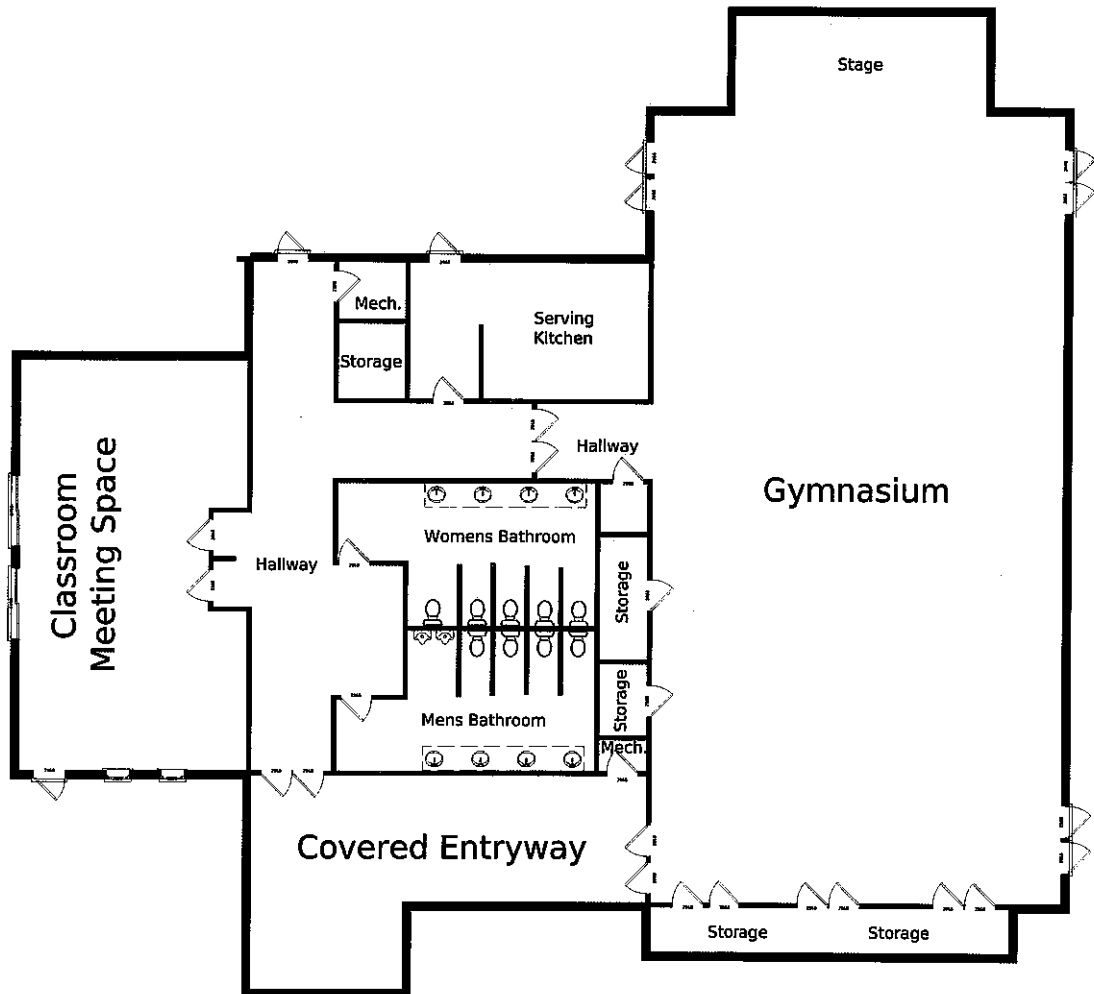 Stage
Mech.
Serving
Kitchen
Storage
Hallway
Gymnasium
Classroom
Meeting Space
Womens Bathroom
Hallway
Storage
Storage
Mens Bathroom
Mech.
Covered Entryway
Storage
Storage